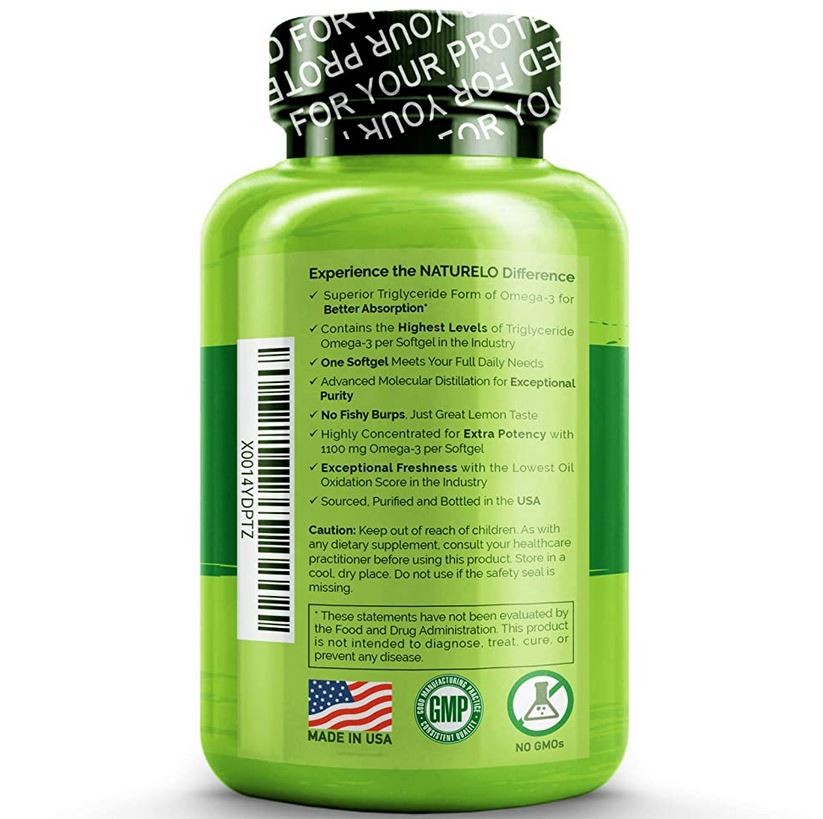 FOR YOUR PROTE
FOR YOUR PROTE
Experience the NATURELO Difference
✓ Superior Triglyceride Form of Omega-3 for
Better Absorption*
✓ Contains the Highest Levels of Triglyceride
Omega-3 per Softgel in the Industry
✓ One Softgel Meets Your Full Daily Needs
✓ Advanced Molecular Distillation for Exceptional
Purity
✓ No Fishy Burps, Just Great Lemon Taste
✓ Highly Concentrated for Extra Potency with
1100 mg Omega-3 per Softgel
✓ Exceptional Freshness with the Lowest Oil
Oxidation Score in the Industry
✓ Sourced, Purified and Bottled in the USA
X0014YDPTZ
Caution: Keep out of reach of children. As with
any dietary supplement, consult your healthcare
practitioner before using this product. Store in a
cool, dry place. Do not use if the safety seal is
missing.
* These statements have not been evaluated by
the Food and Drug Administration. This product
is not intended to diagnose, treat, cure, or
prevent any disease.
MADE IN USA
GOOD MANUFACTURING PRACTICE
GMP
CONSISTENT QUALITY
NO GMOs